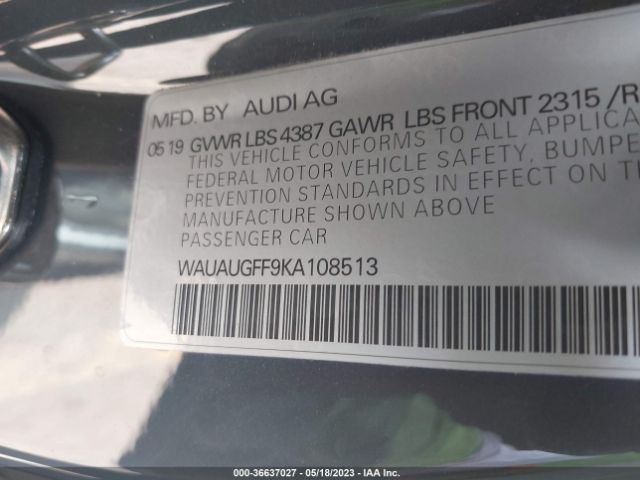 MFD. BY AUDI AG
05 19 GVWR LBS 4387 GAWR LBS FRONT 2315 /R
THIS VEHICLE CONFORMS TO ALL
FEDERAL MOTOR VEHICLE SAFETY,
PREVENTION STANDARDS IN EFFECT ON
MANUFACTURE SHOWN ABOVE
PASSENGER CAR
WAUAUGFF9KA108513
000-36637027 - 05/18/2023 - IAA Inc.